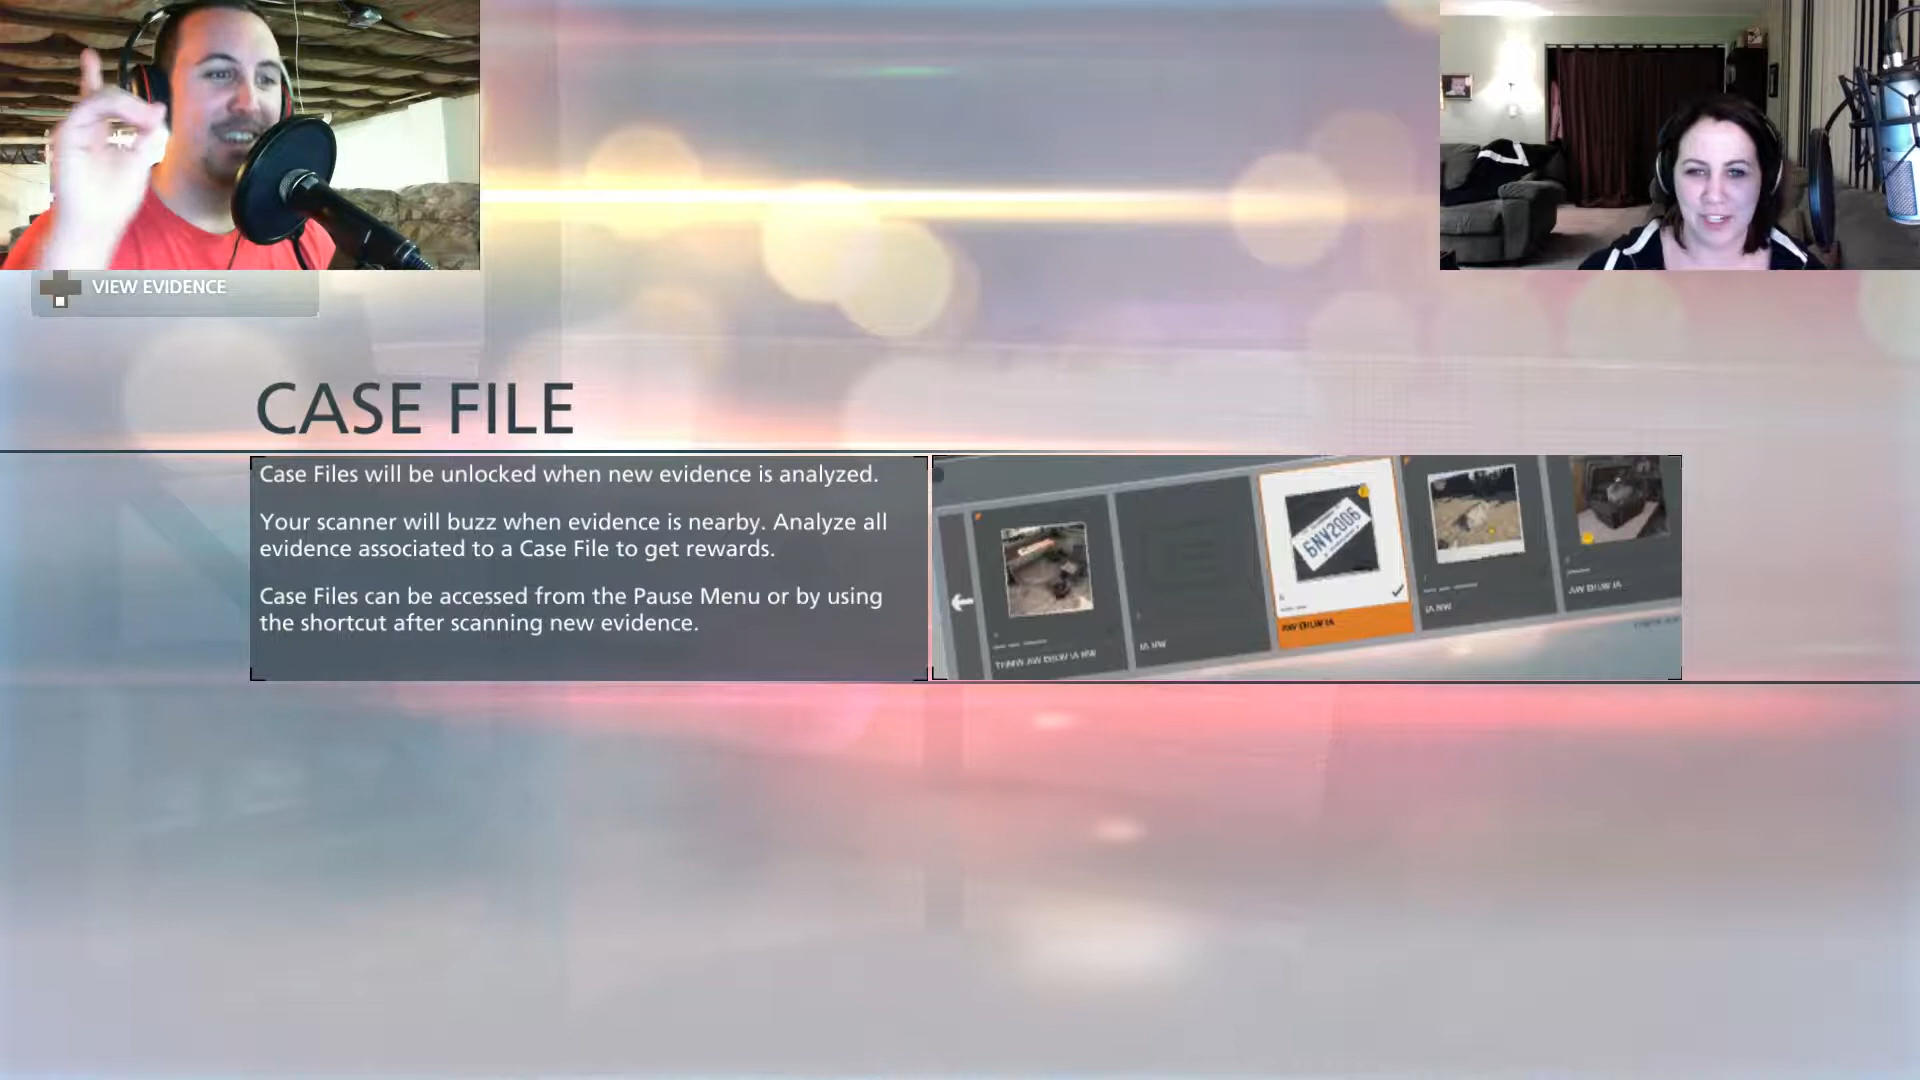 VIEW EVIDENCE
CASE FILE
Case Files will be unlocked when new evidence is analyzed.
Your scanner will buzz when evidence is nearby. Analyze all
evidence associated to a Case File to get rewards.
Case Files can be accessed from the Pause Menu or by using
the shortcut after scanning new evidence.
6NV2006